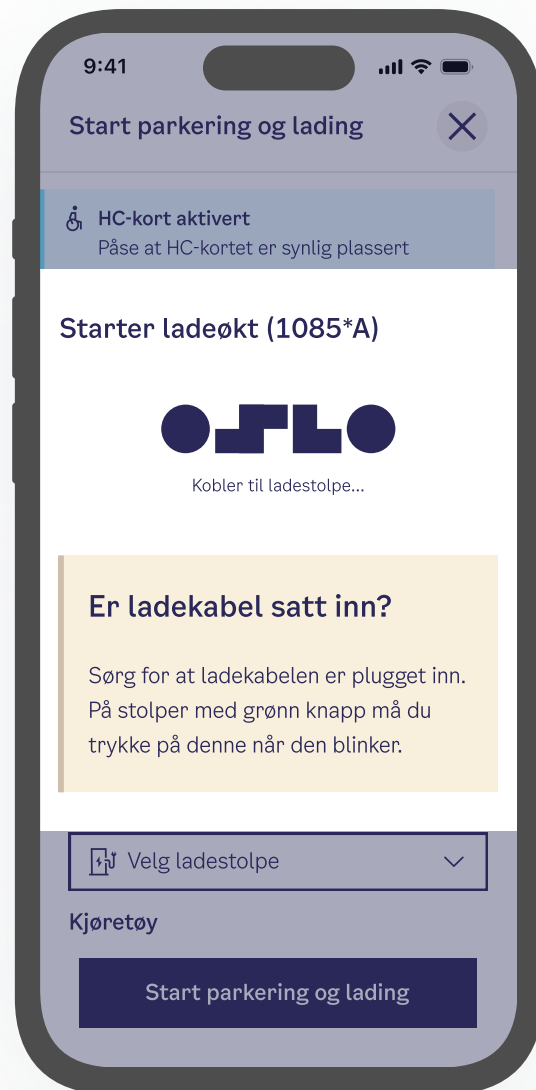 9:41
Start parkering og lading
HC-kort aktivert
Påse at HC-kortet er synlig plassert
Starter ladeøkt (1085*A)
OSLO
Kobler til ladestolpe...
Er ladekabel satt inn?
Sørg for at ladekabelen er plugget inn.
På stolper med grønn knapp må du
trykke på denne når den blinker.
Velg ladestolpe
Kjøretøy
Start parkering og lading